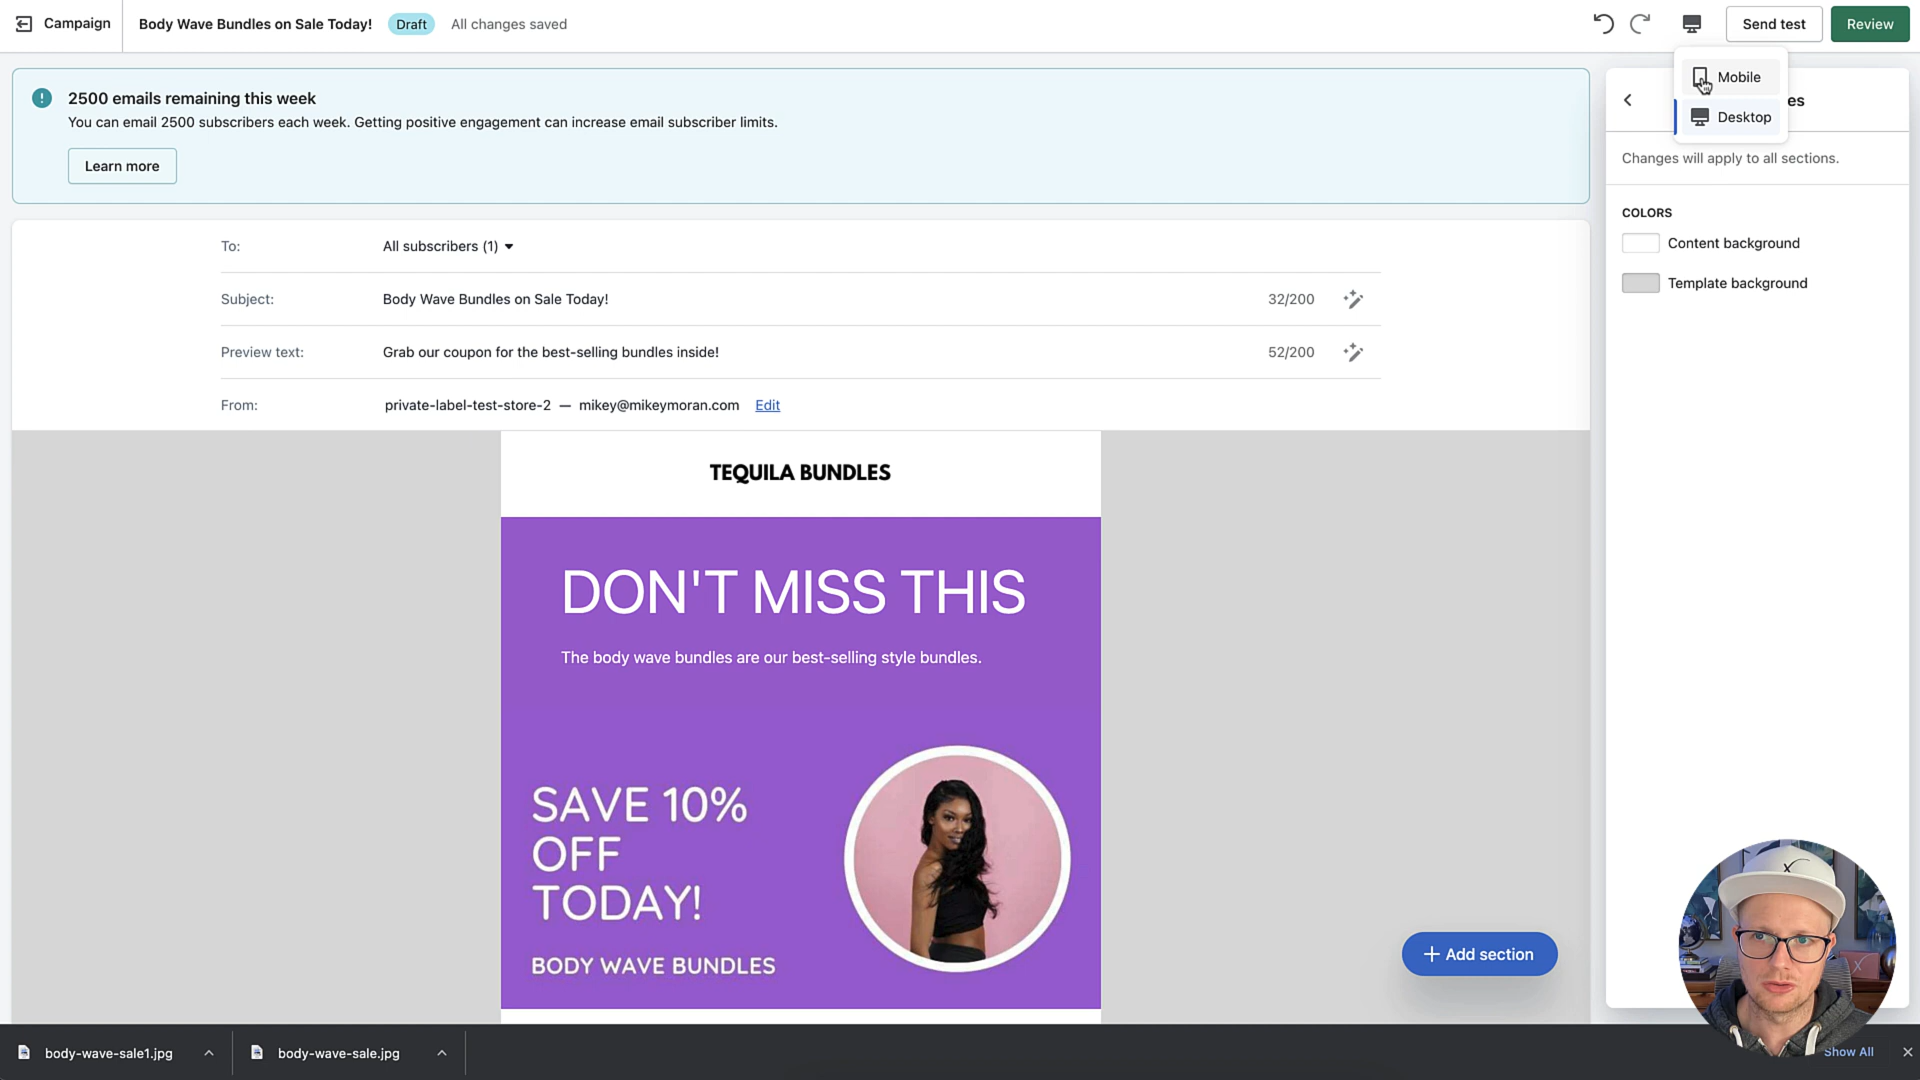 Campaign
Body Wave Bundles on Sale Today!
Draft
All changes saved
Send test
Review
Mobile
Desktop
es
2500 emails remaining this week
You can email 2500 subscribers each week. Getting positive engagement can increase email subscriber limits.
Learn more
Changes will apply to all sections.
COLORS
Content background
Template background
To: All subscribers (1)
Subject: Body Wave Bundles on Sale Today! 32/200
Preview text: Grab our coupon for the best-selling bundles inside! 52/200
From: private-label-test-store-2 — mikey@mikeymoran.com Edit
TEQUILA BUNDLES
DON'T MISS THIS
The body wave bundles are our best-selling style bundles.
SAVE 10%
OFF
TODAY!
BODY WAVE BUNDLES
+ Add section
body-wave-sale1.jpg
body-wave-sale.jpg
Show All